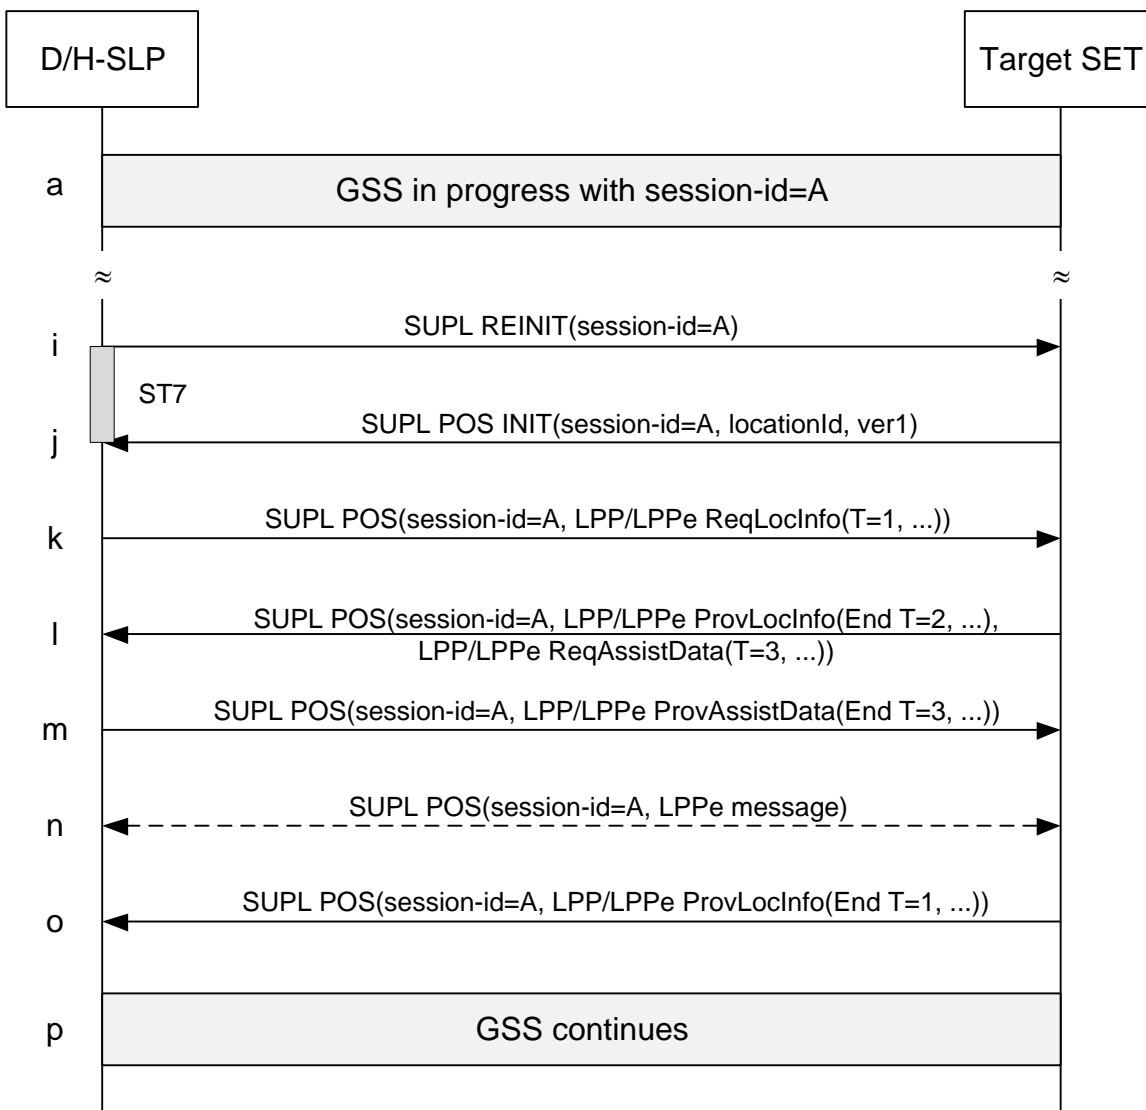 D/H-SLP
Target SET
a
GSS in progress with session-id=A
≈
≈
SUPL REINIT(session-id=A)
i
ST7
SUPL POS INIT(session-id=A, locationId, ver1)
j
SUPL POS(session-id=A, LPP/LPPe ReqLocInfo(T=1, ...))
k
SUPL POS(session-id=A, LPP/LPPe ProvLocInfo(End T=2, ...),
l
LPP/LPPe ReqAssistData(T=3, ...))
SUPL POS(session-id=A, LPP/LPPe ProvAssistData(End T=3, ...))
m
SUPL POS(session-id=A, LPPe message)
n
SUPL POS(session-id=A, LPP/LPPe ProvLocInfo(End T=1, ...))
o
p
GSS continues